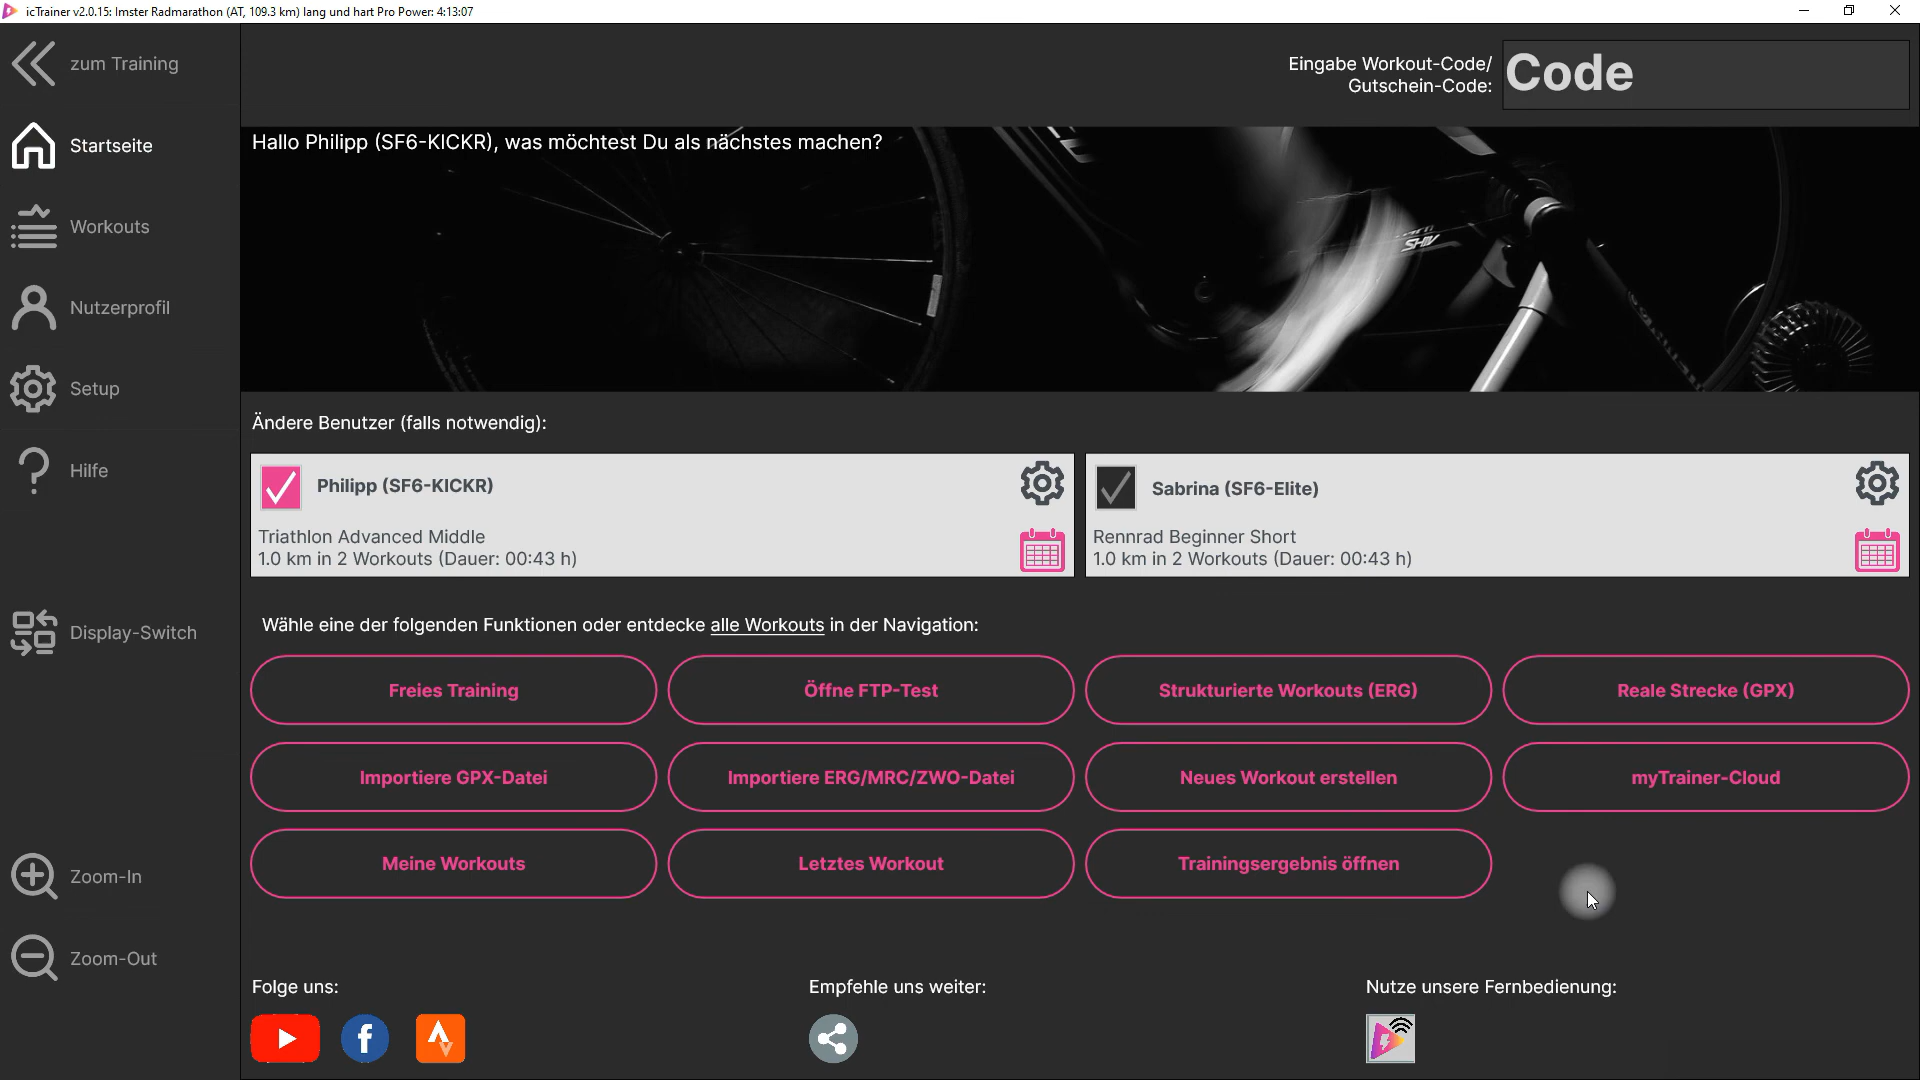 icTrainer v2.0.15: Imster Radmarathon (AT, 109.3 km) lang und hart Pro Power: 4:13:07
zum Training
Startseite
Workouts
Nutzerprofil
Setup
Hilfe
Display-Switch
Zoom-In
Zoom-Out
Eingabe Workout-Code/
Gutschein-Code:
Code
Hallo Philipp (SF6-KICKR), was möchtest Du als nächstes machen?
SHIV
Ändere Benutzer (falls notwendig):
Philipp (SF6-KICKR)
Triathlon Advanced Middle
1.0 km in 2 Workouts (Dauer: 00:43 h)
Sabrina (SF6-Elite)
Rennrad Beginner Short
1.0 km in 2 Workouts (Dauer: 00:43 h)
Wähle eine der folgenden Funktionen oder entdecke alle Workouts in der Navigation:
Freies Training
Öffne FTP-Test
Strukturierte Workouts (ERG)
Reale Strecke (GPX)
Importiere GPX-Datei
Importiere ERG/MRC/ZWO-Datei
Neues Workout erstellen
myTrainer-Cloud
Meine Workouts
Letztes Workout
Trainingsergebnis öffnen
Folge uns:
Empfehle uns weiter:
Nutze unsere Fernbedienung: